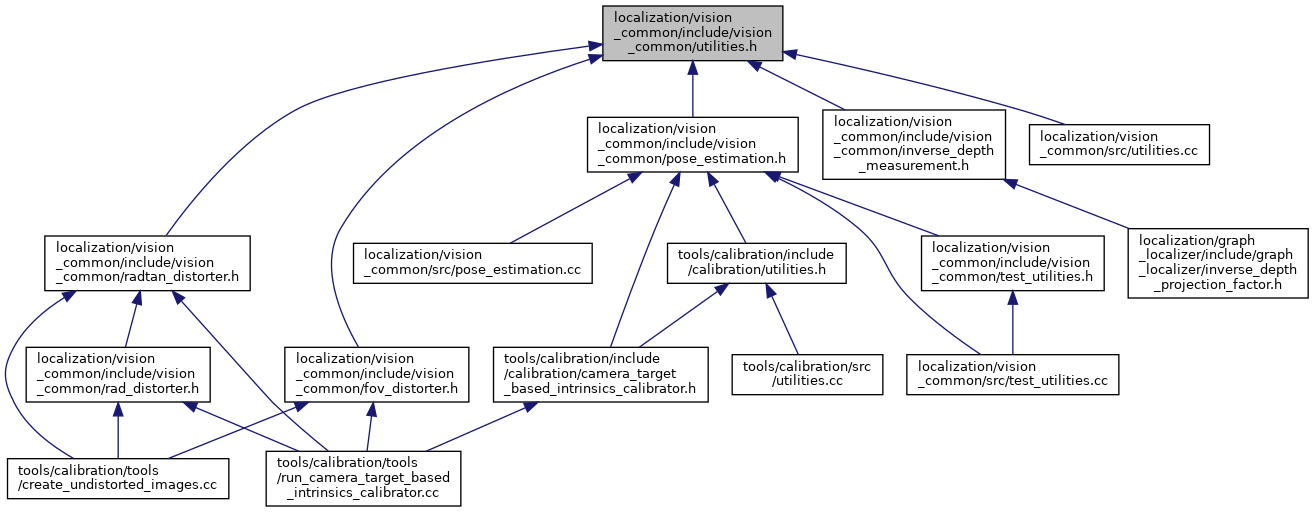 localization/vision
_common/include/vision
_common/utilities.h
localization/vision
_common/include/vision
_common/pose_estimation.h
localization/vision
_common/include/vision
_common/inverse_depth
_measurement.h
localization/vision
_common/src/utilities.cc
localization/vision
_common/include/vision
_common/radtan_distorter.h
localization/vision
_common/src/pose_estimation.cc
tools/calibration/include
/calibration/utilities.h
localization/vision
_common/include/vision
_common/test_utilities.h
localization/graph
_localizer/include/graph
_localizer/inverse_depth
_projection_factor.h
localization/vision
_common/include/vision
_common/rad_distorter.h
localization/vision
_common/include/vision
_common/fov_distorter.h
tools/calibration/include
/calibration/camera_target
_based_intrinsics_calibrator.h
tools/calibration/src
/utilities.cc
localization/vision
_common/src/test_utilities.cc
tools/calibration/tools
/create_undistorted_images.cc
tools/calibration/tools
/run_camera_target_based
_intrinsics_calibrator.cc